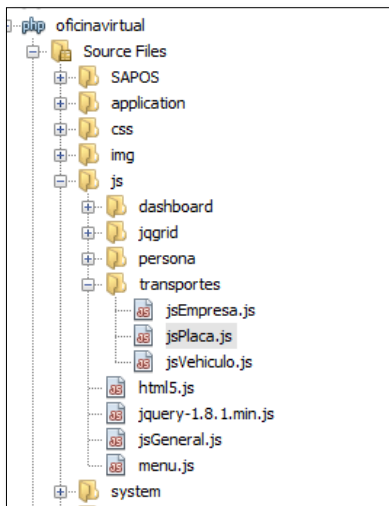 php oficinavirtual
Source Files
SAPOS
application
css
img
js
dashboard
jqgrid
persona
transportes
jsEmpresa.js
jsPlaca.js
jsVehiculo.js
html5.js
jquery-1.8.1.min.js
jsGeneral.js
menu.js
system